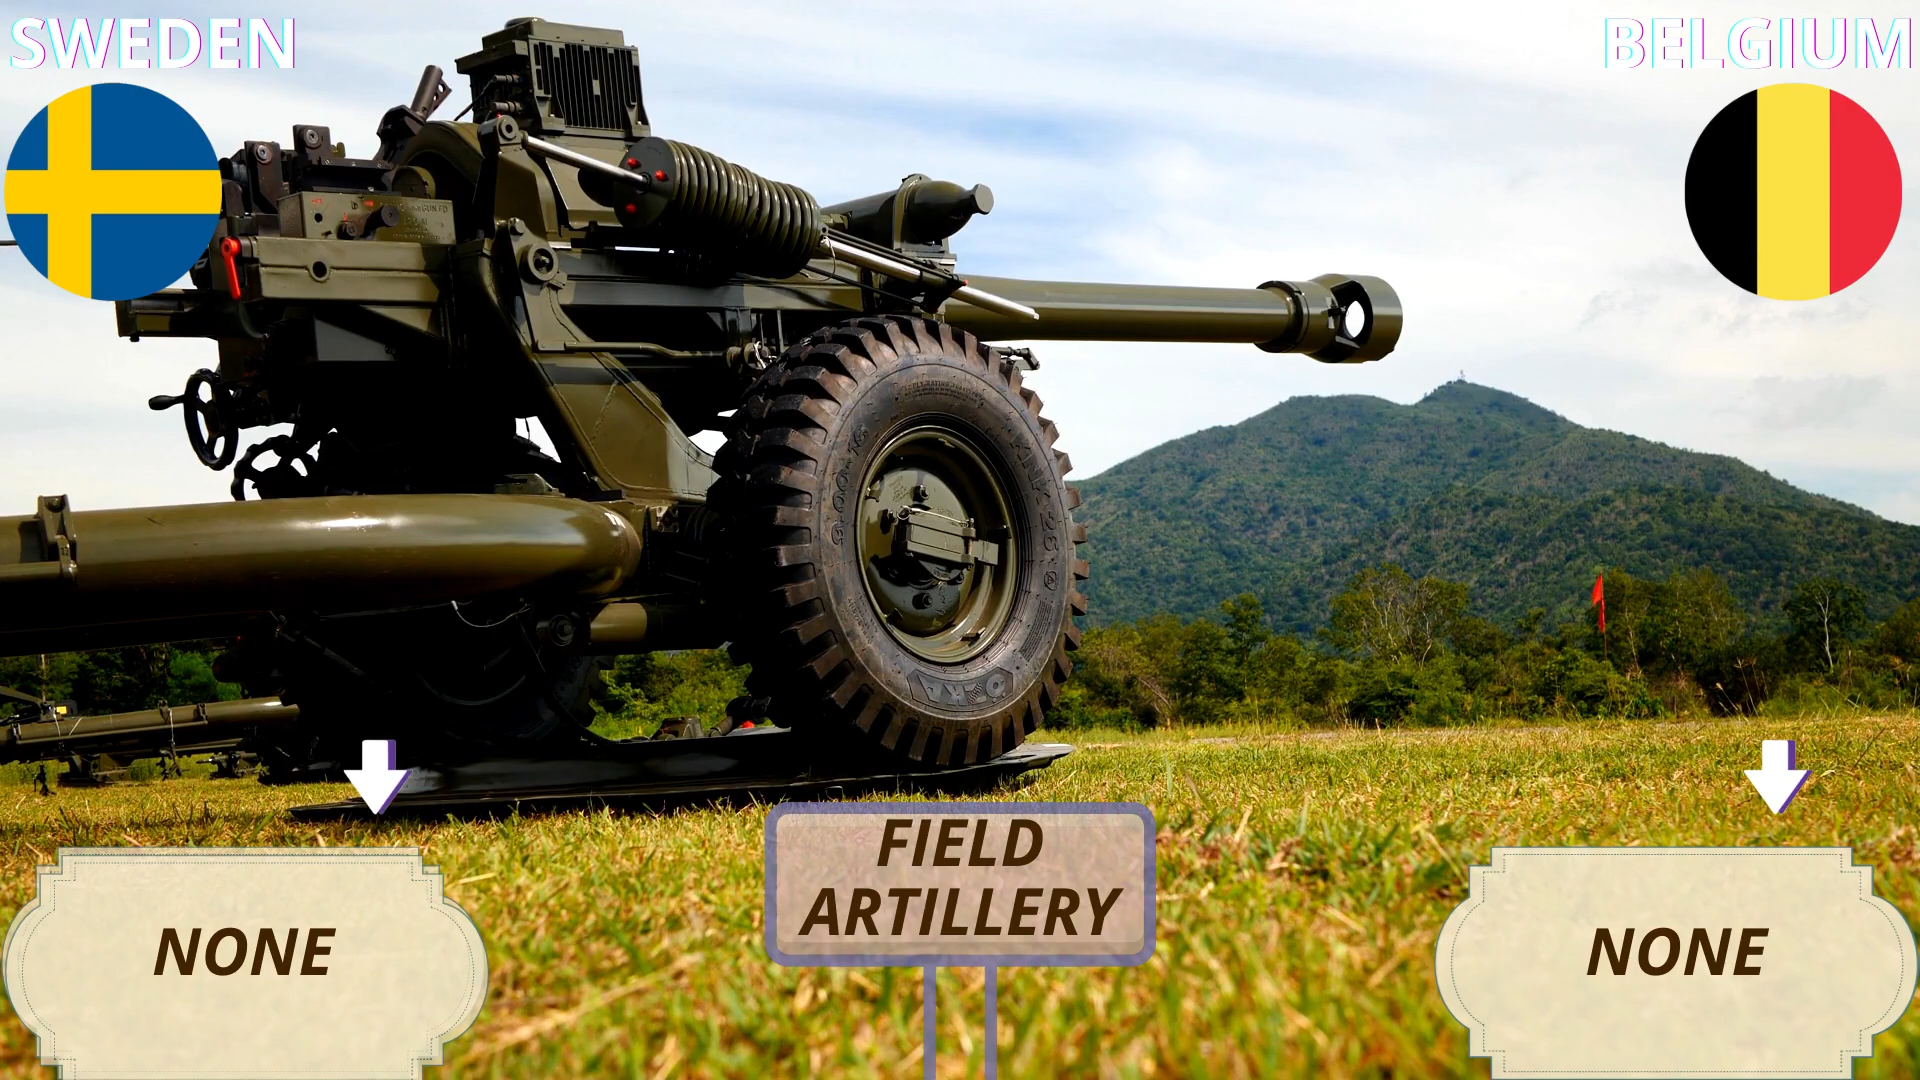 SWEDEN
BELGIUM
FIELD
ARTILLERY
NONE
NONE